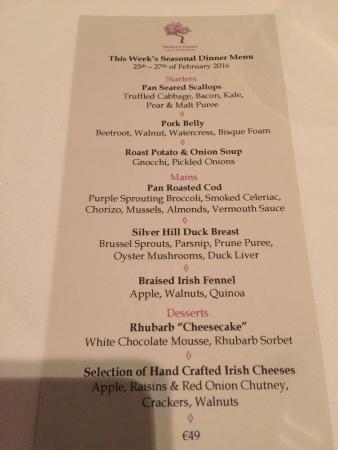 Mulberry Garden
This Week's Seasonal Dinner Menu
25th – 27th of February 2016
Starters
Pan Seared Scallops
Truffled Cabbage, Bacon, Kale,
Pear & Malt Puree
◊
Pork Belly
Beetroot, Walnut, Watercress, Bisque Foam
◊
Roast Potato & Onion Soup
Gnocchi, Pickled Onions
Mains
Pan Roasted Cod
Purple Sprouting Broccoli, Smoked Celeriac,
Chorizo, Mussels, Almonds, Vermouth Sauce
◊
Silver Hill Duck Breast
Brussel Sprouts, Parsnip, Prune Puree,
Oyster Mushrooms, Duck Liver
◊
Braised Irish Fennel
Apple, Walnuts, Quinoa
Desserts
Rhubarb "Cheesecake"
White Chocolate Mousse, Rhubarb Sorbet
◊
Selection of Hand Crafted Irish Cheeses
Apple, Raisins & Red Onion Chutney,
Crackers, Walnuts
◊
€49